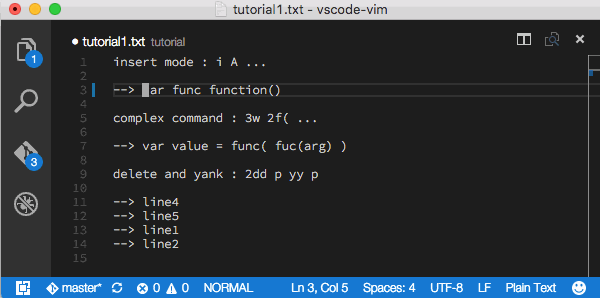 tutorial1.txt - vscode-vim
1
3
tutorial1.txt tutorial
1 insert mode : i A ...
2
3 --> ar func function()
4
5 complex command : 3w 2f( ...
6
7 --> var value = func( fuc(arg) )
8
9 delete and yank : 2dd p yy p
10
11 --> line4
12 --> line5
13 --> line1
14 --> line2
15
master* 0 0 NORMAL Ln 3, Col 5 Spaces: 4 UTF-8 LF Plain Text